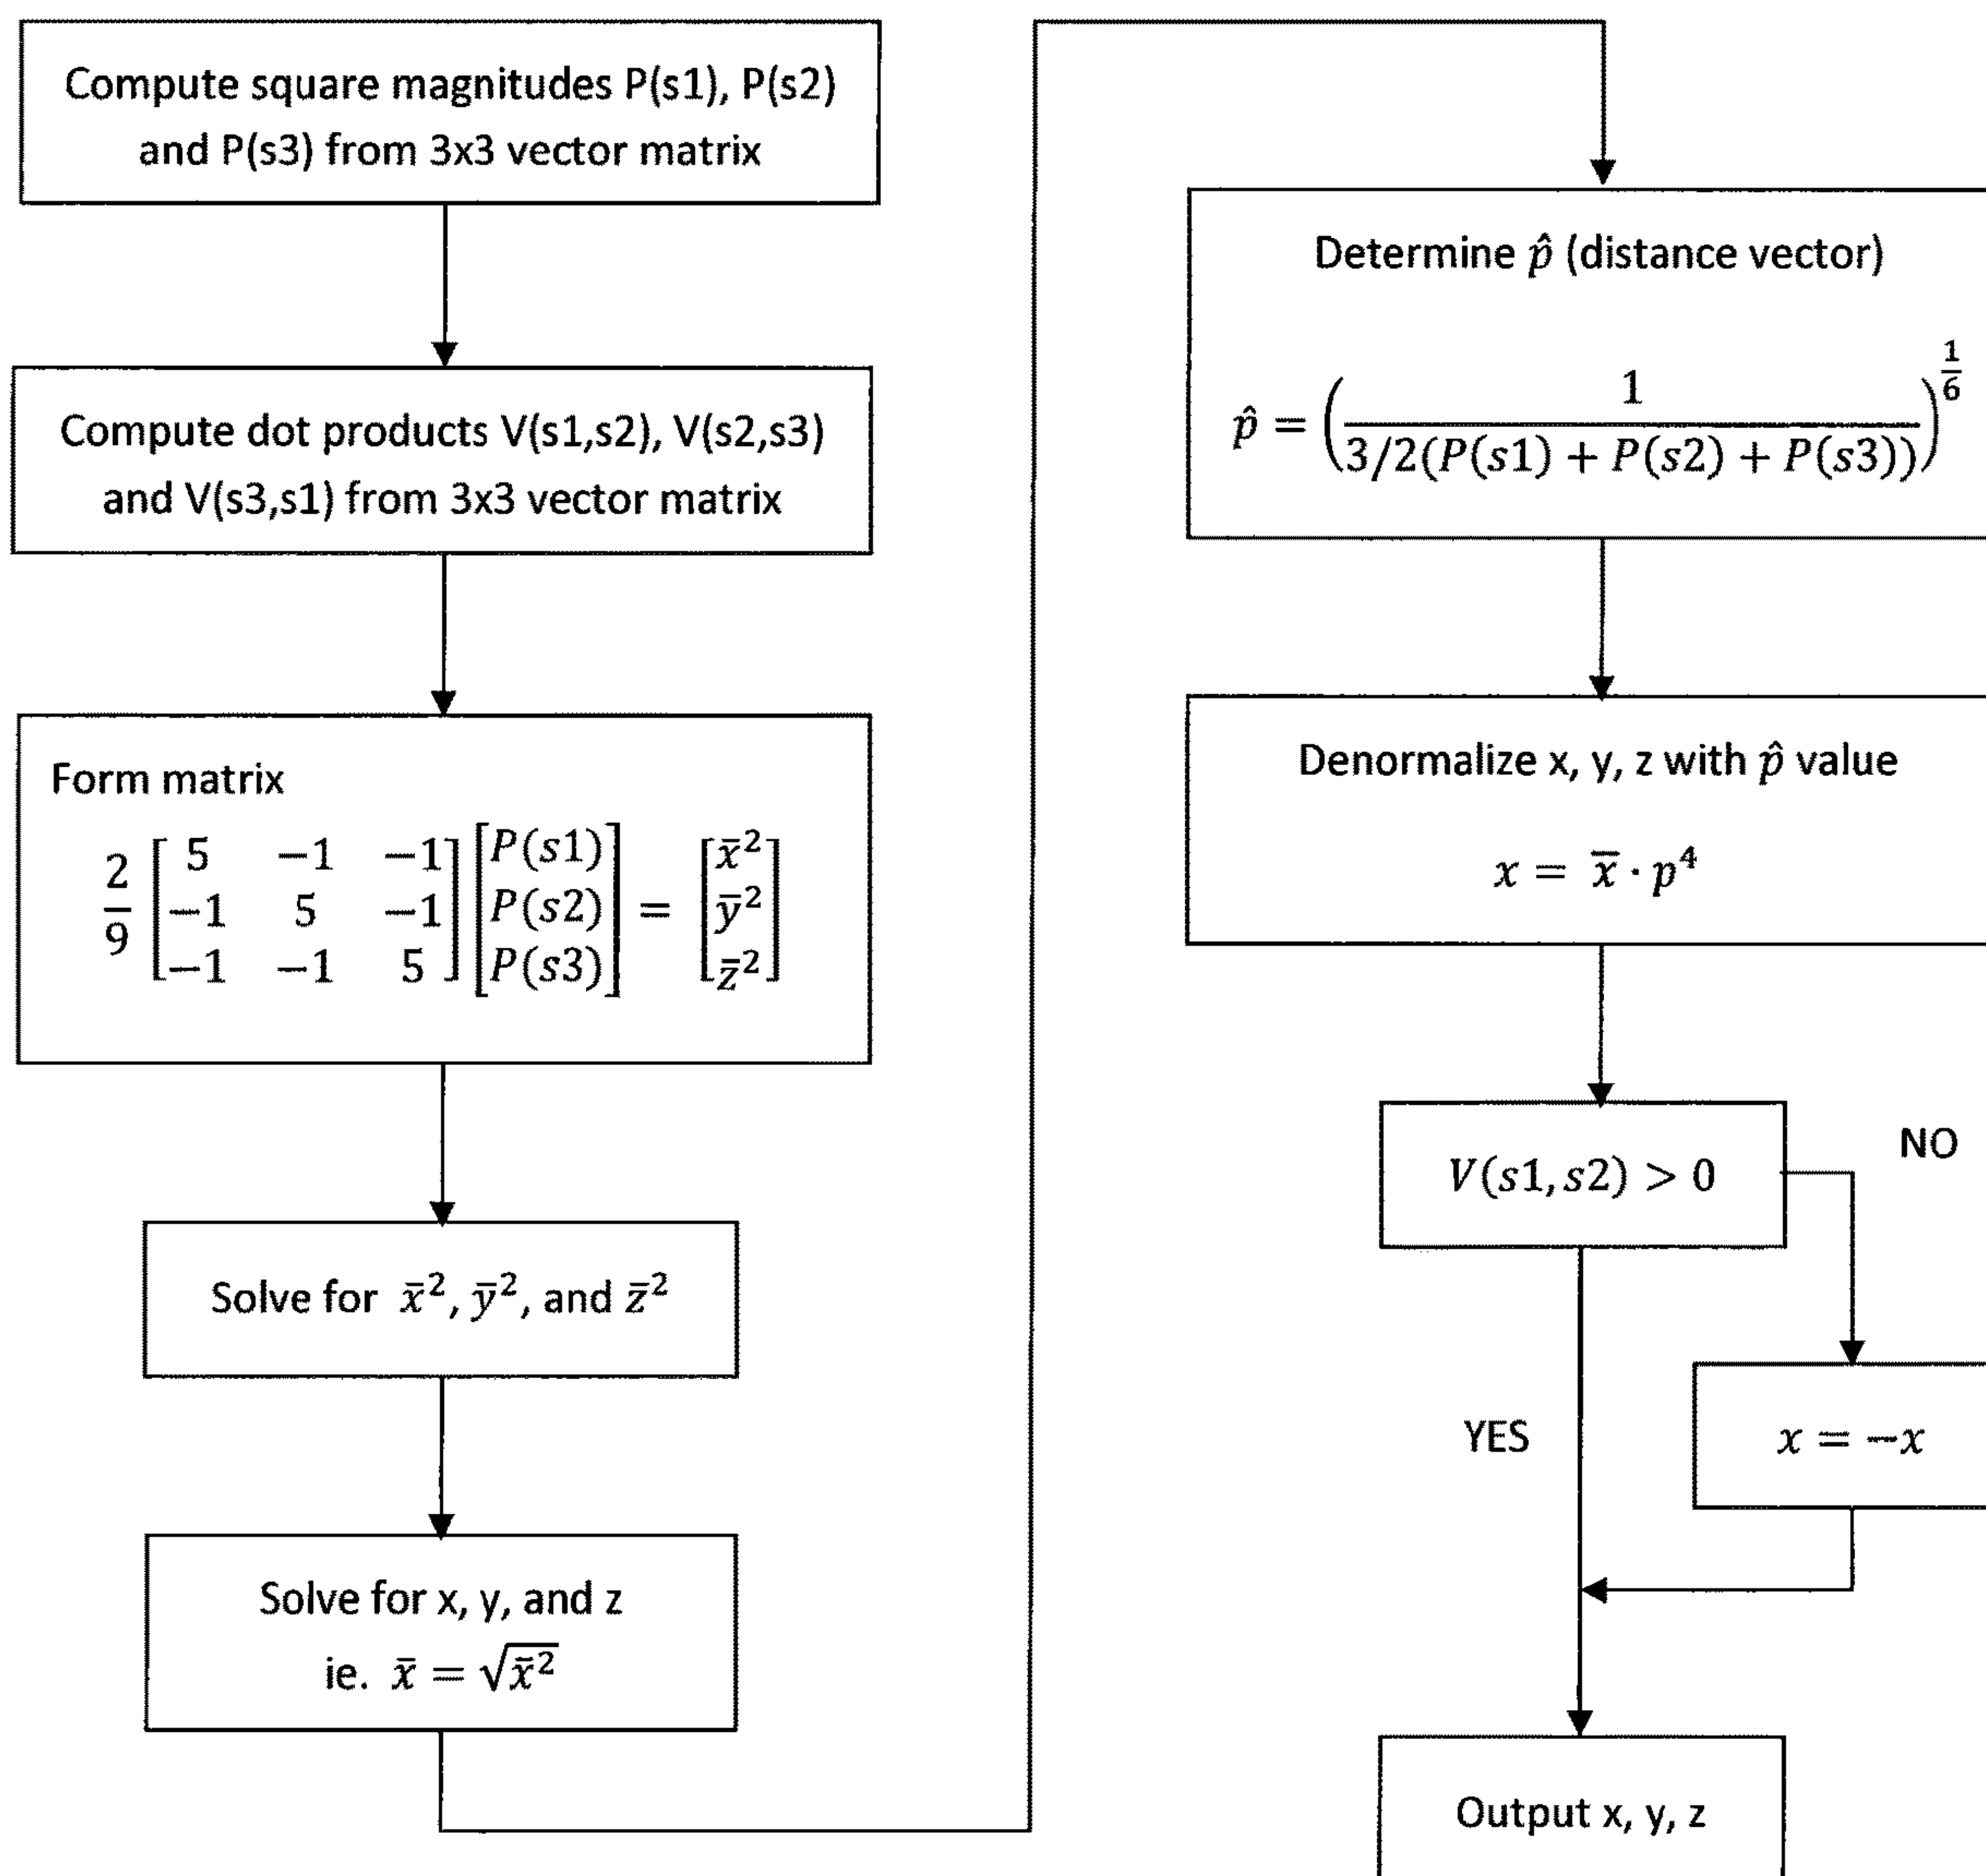 Compute square magnitudes P(s1), P(s2)
and P(s3) from 3x3 vector matrix
Compute dot products V(s1,s2), V(s2,s3)
and V(s3,s1) from 3x3 vector matrix
Form matrix
2/9 [5 −1 −1] [P(s1)] [x̄²]
[−1 5 −1] [P(s2)] = [ȳ²]
[−1 −1 5] [P(s3)] [z̄²]
Solve for x̄², ȳ², and z̄²
Solve for x, y, and z
ie. x̄ = √x̄²
Determine p̂ (distance vector)
p̂ = (1 / 3/2(P(s1) + P(s2) + P(s3)))^(1/6)
Denormalize x, y, z with p̂ value
x = x̄ · p⁴
V(s1,s2) > 0
NO
YES
x = −x
Output x, y, z